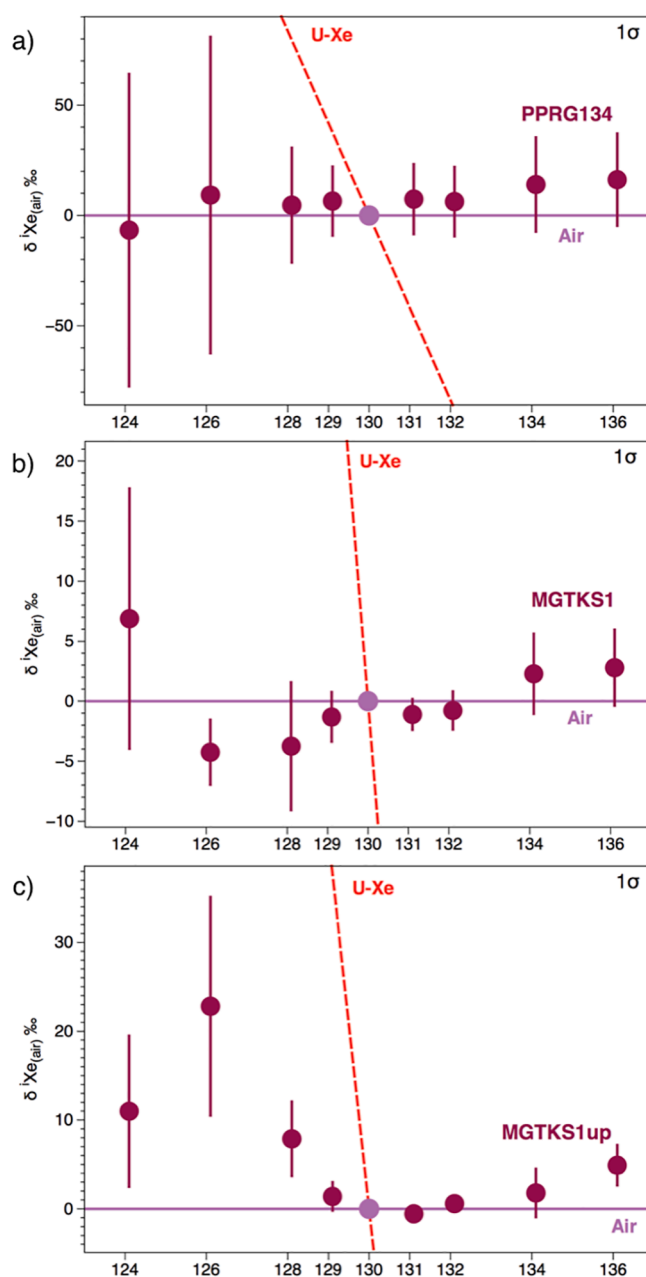 a)
U-Xe
1σ
50
PPRG134
δ ⁱXe(air) ‰
0
Air
−50
124 126 128 129 130 131 132 134 136
b)
20
U-Xe
1σ
15
10
MGTKS1
δ ⁱXe(air) ‰
5
0
Air
−5
−10
124 126 128 129 130 131 132 134 136
c)
U-Xe
1σ
30
δ ⁱXe(air) ‰
20
10
MGTKS1up
0
Air
124 126 128 129 130 131 132 134 136